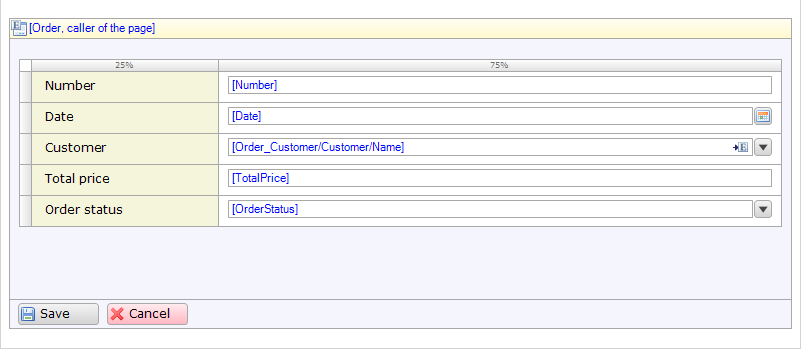 [Order, caller of the page]
25% 75%
Number [Number]
Date [Date]
Customer [Order_Customer/Customer/Name]
Total price [TotalPrice]
Order status [OrderStatus]
Save Cancel